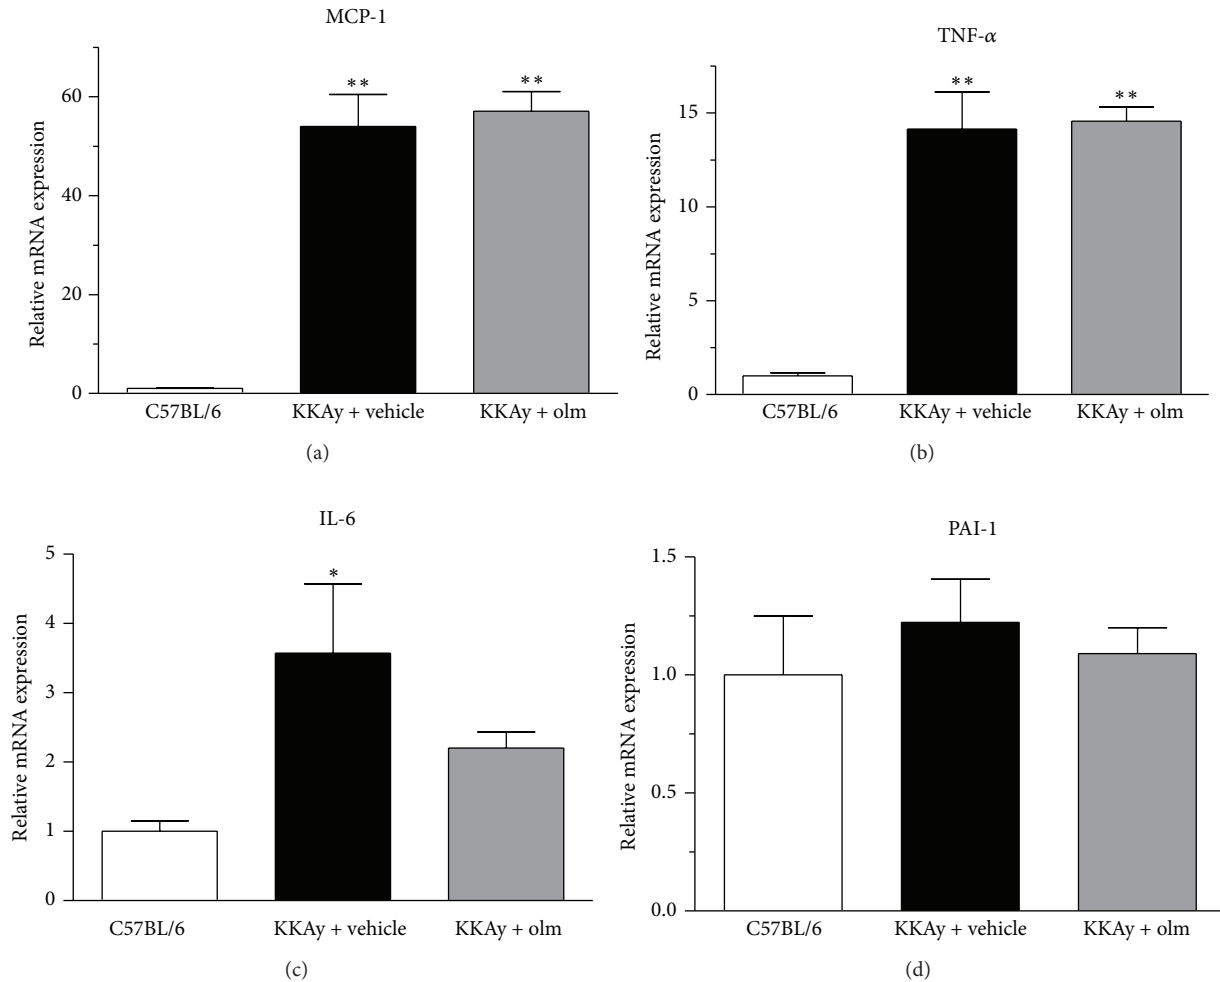 MCP-1
Relative mRNA expression
60
40
20
0
**
**
C57BL/6 KKAy + vehicle KKAy + olm
(a)
TNF-α
Relative mRNA expression
15
10
5
0
**
**
C57BL/6 KKAy + vehicle KKAy + olm
(b)
IL-6
Relative mRNA expression
5
4
3
2
1
0
*
C57BL/6 KKAy + vehicle KKAy + olm
(c)
PAI-1
Relative mRNA expression
1.5
1.0
0.5
0.0
C57BL/6 KKAy + vehicle KKAy + olm
(d)